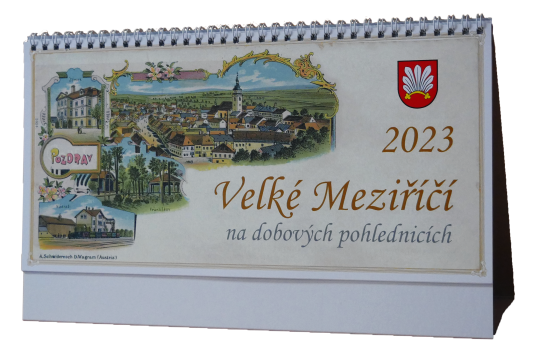 POZDRAV
2023
Velké Meziříčí
na dobových pohlednicích